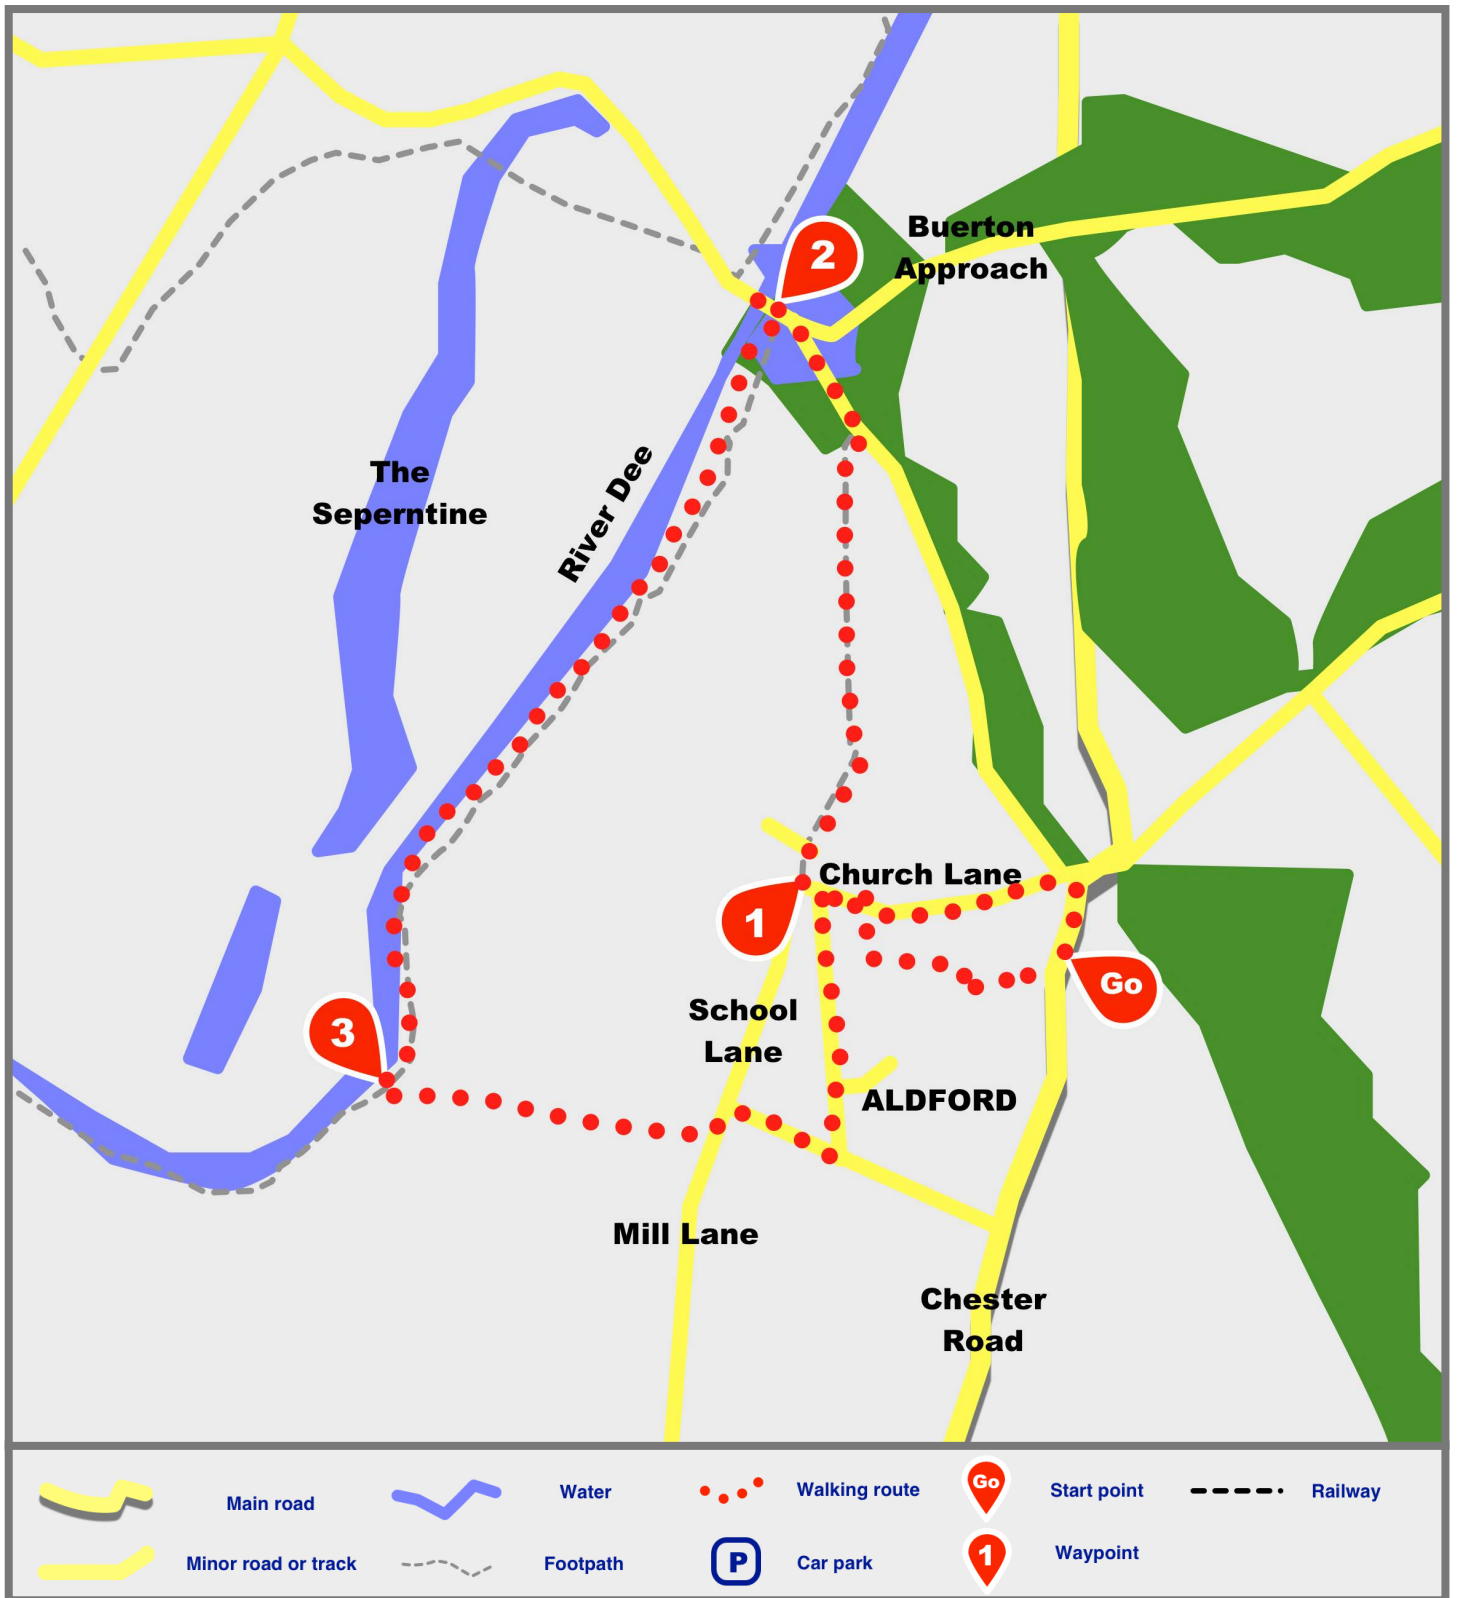 Buerton
Approach
2
The
Seperntine
River Dee
Church Lane
1
Go
School
Lane
3
ALDFORD
Mill Lane
Chester
Road
Main road
Water
Walking route
Go
Start point
Railway
Minor road or track
Footpath
P
Car park
1
Waypoint